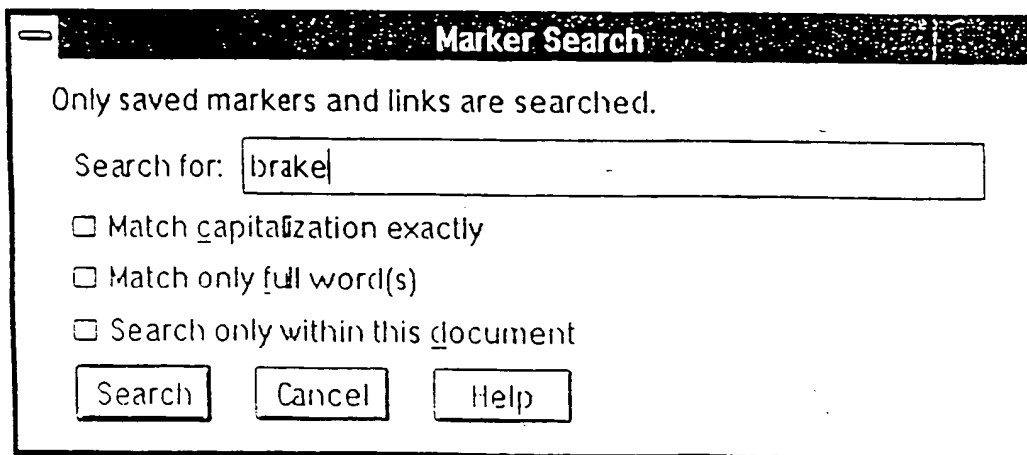 Marker Search
Only saved markers and links are searched.
Search for: brake
Match capitalization exactly
Match only full word(s)
Search only within this document
Search Cancel Help